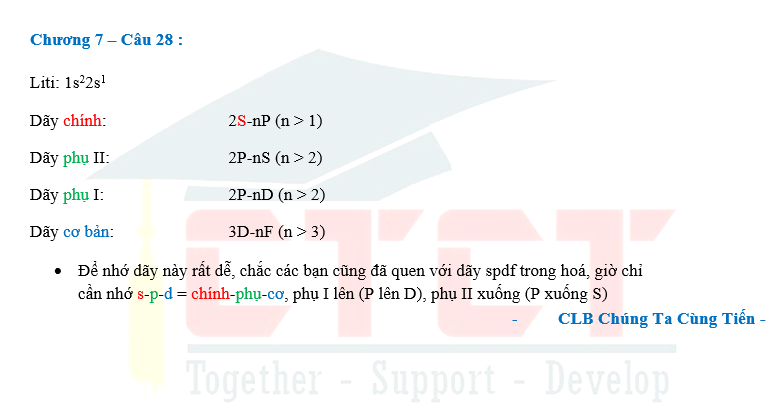 Chương 7 – Câu 28 :
Liti: 1s²2s¹
Dãy chính: 2S-nP (n > 1)
Dãy phụ II: 2P-nS (n > 2)
Dãy phụ I: 2P-nD (n > 2)
Dãy cơ bản: 3D-nF (n > 3)
• Để nhớ dãy này rất dễ, chắc các bạn cũng đã quen với dãy spdf trong hoá, giờ chỉ
cần nhớ s-p-d = chính-phụ-cơ, phụ I lên (P lên D), phụ II xuống (P xuống S)
- CLB Chúng Ta Cùng Tiến -
CTCT
Together - Support - Develop